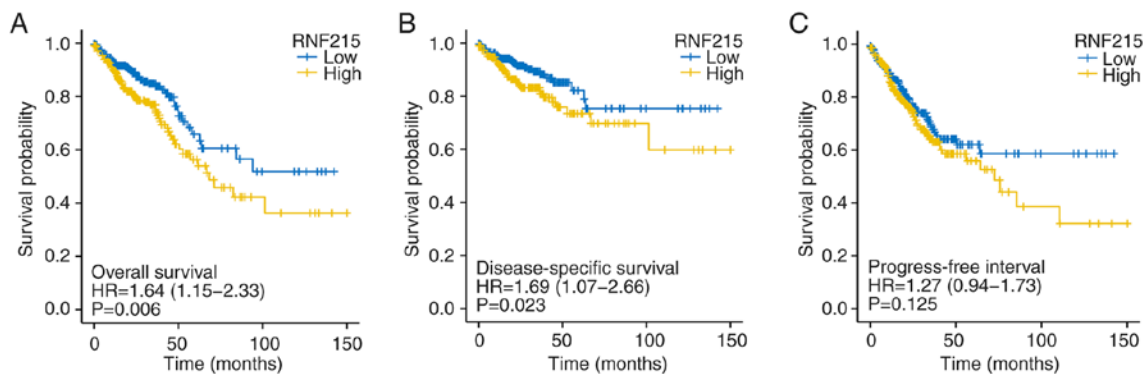 A
RNF215
Low
High
Survival probability
1.0
0.8
0.6
0.4
0.2
0.0
Overall survival
HR=1.64 (1.15–2.33)
P=0.006
0 50 100 150
Time (months)
B
RNF215
Low
High
Survival probability
1.0
0.8
0.6
0.4
0.2
0.0
Disease-specific survival
HR=1.69 (1.07–2.66)
P=0.023
0 50 100 150
Time (months)
C
RNF215
Low
High
Survival probability
1.0
0.8
0.6
0.4
0.2
0.0
Progress-free interval
HR=1.27 (0.94–1.73)
P=0.125
0 50 100 150
Time (months)